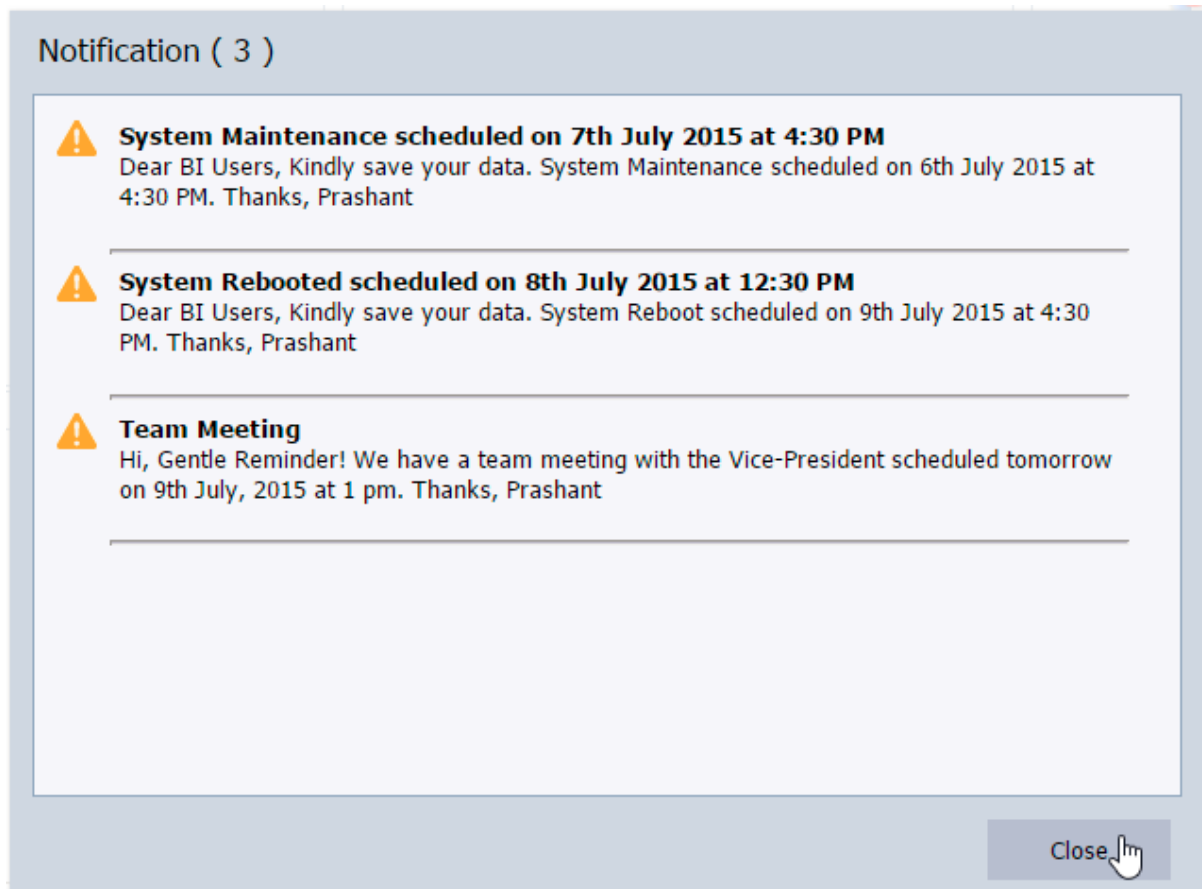 Notification ( 3 )
System Maintenance scheduled on 7th July 2015 at 4:30 PM
Dear BI Users, Kindly save your data. System Maintenance scheduled on 6th July 2015 at
4:30 PM. Thanks, Prashant
System Rebooted scheduled on 8th July 2015 at 12:30 PM
Dear BI Users, Kindly save your data. System Reboot scheduled on 9th July 2015 at 4:30
PM. Thanks, Prashant
Team Meeting
Hi, Gentle Reminder! We have a team meeting with the Vice-President scheduled tomorrow
on 9th July, 2015 at 1 pm. Thanks, Prashant
Close